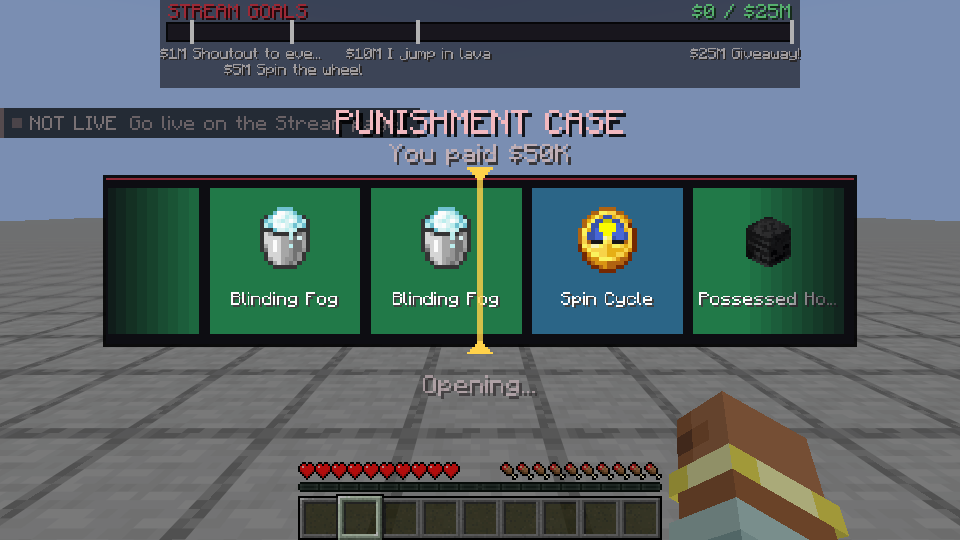 STREAM GOALS $0 / $25M
$1M Shoutout to eve... $10M I jump in lava $25M Giveaway!
$5M Spin the wheel
NOT LIVE Go live on the Strea
PUNISHMENT CASE
You paid $50K
Blinding Fog
Blinding Fog
Spin Cycle
Possessed Ho...
Opening...